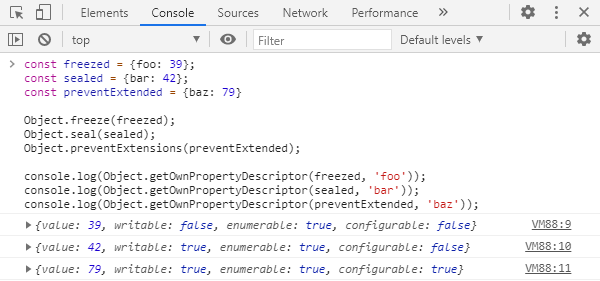 Elements Console Sources Network Performance »
top Filter Default levels
const freezed = {foo: 39};
const sealed = {bar: 42};
const preventExtended = {baz: 79}
Object.freeze(freezed);
Object.seal(sealed);
Object.preventExtensions(preventExtended);
console.log(Object.getOwnPropertyDescriptor(freezed, 'foo'));
console.log(Object.getOwnPropertyDescriptor(sealed, 'bar'));
console.log(Object.getOwnPropertyDescriptor(preventExtended, 'baz'));
{value: 39, writable: false, enumerable: true, configurable: false} VM88:9
{value: 42, writable: true, enumerable: true, configurable: false} VM88:10
{value: 79, writable: true, enumerable: true, configurable: true} VM88:11